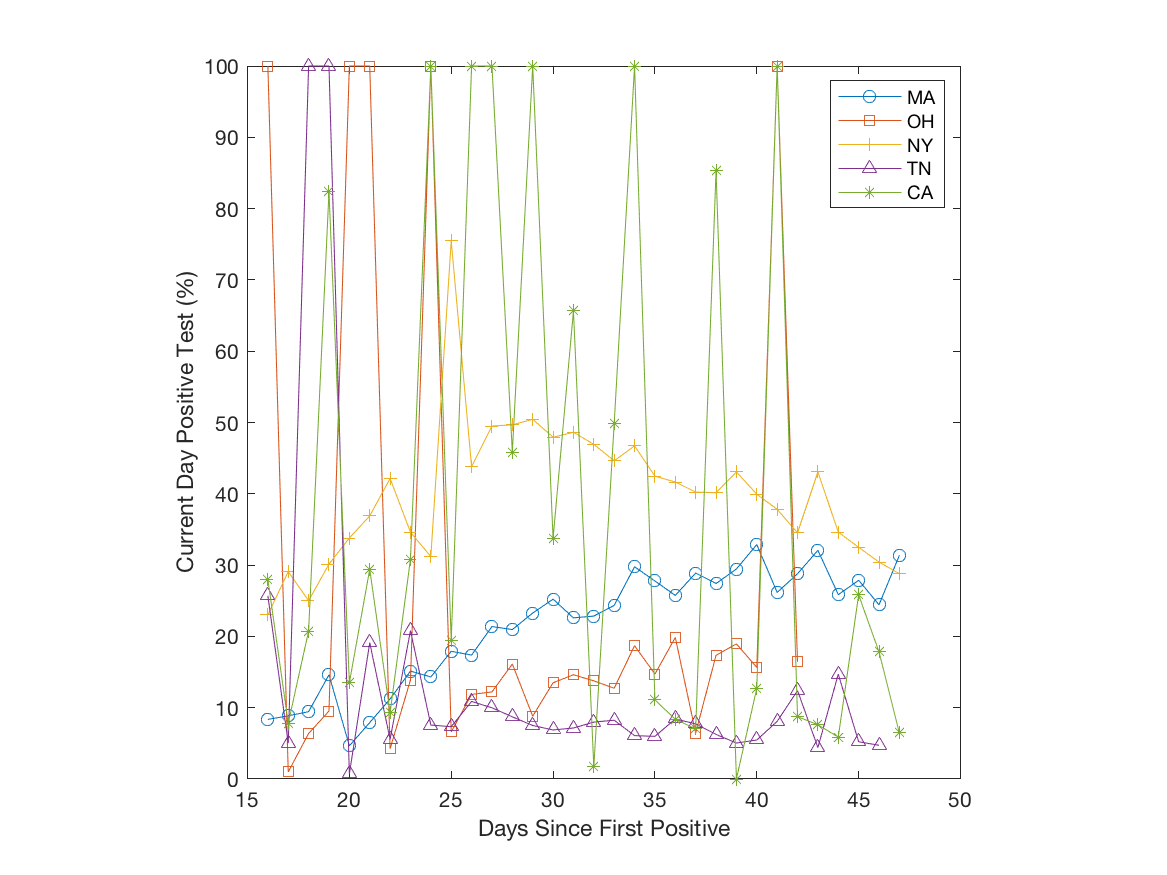 100
90
80
70
60
50
40
30
20
10
0
15 20 25 30 35 40 45 50
Current Day Positive Test (%)
Days Since First Positive
MA
OH
NY
TN
CA